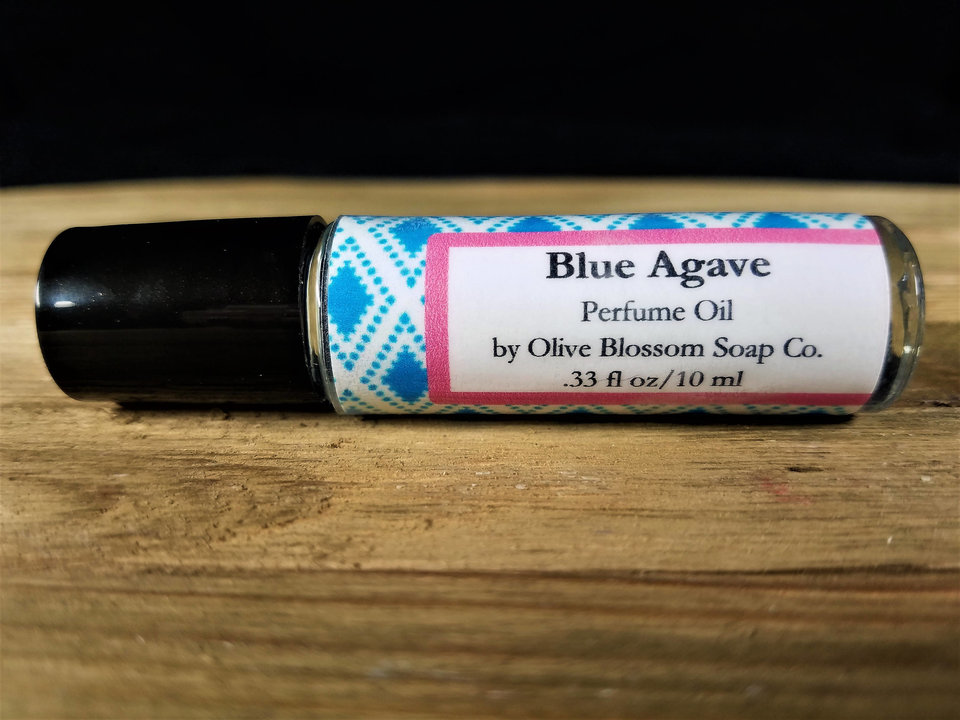 Blue Agave
Perfume Oil
by Olive Blossom Soap Co.
.33 fl oz/10 ml